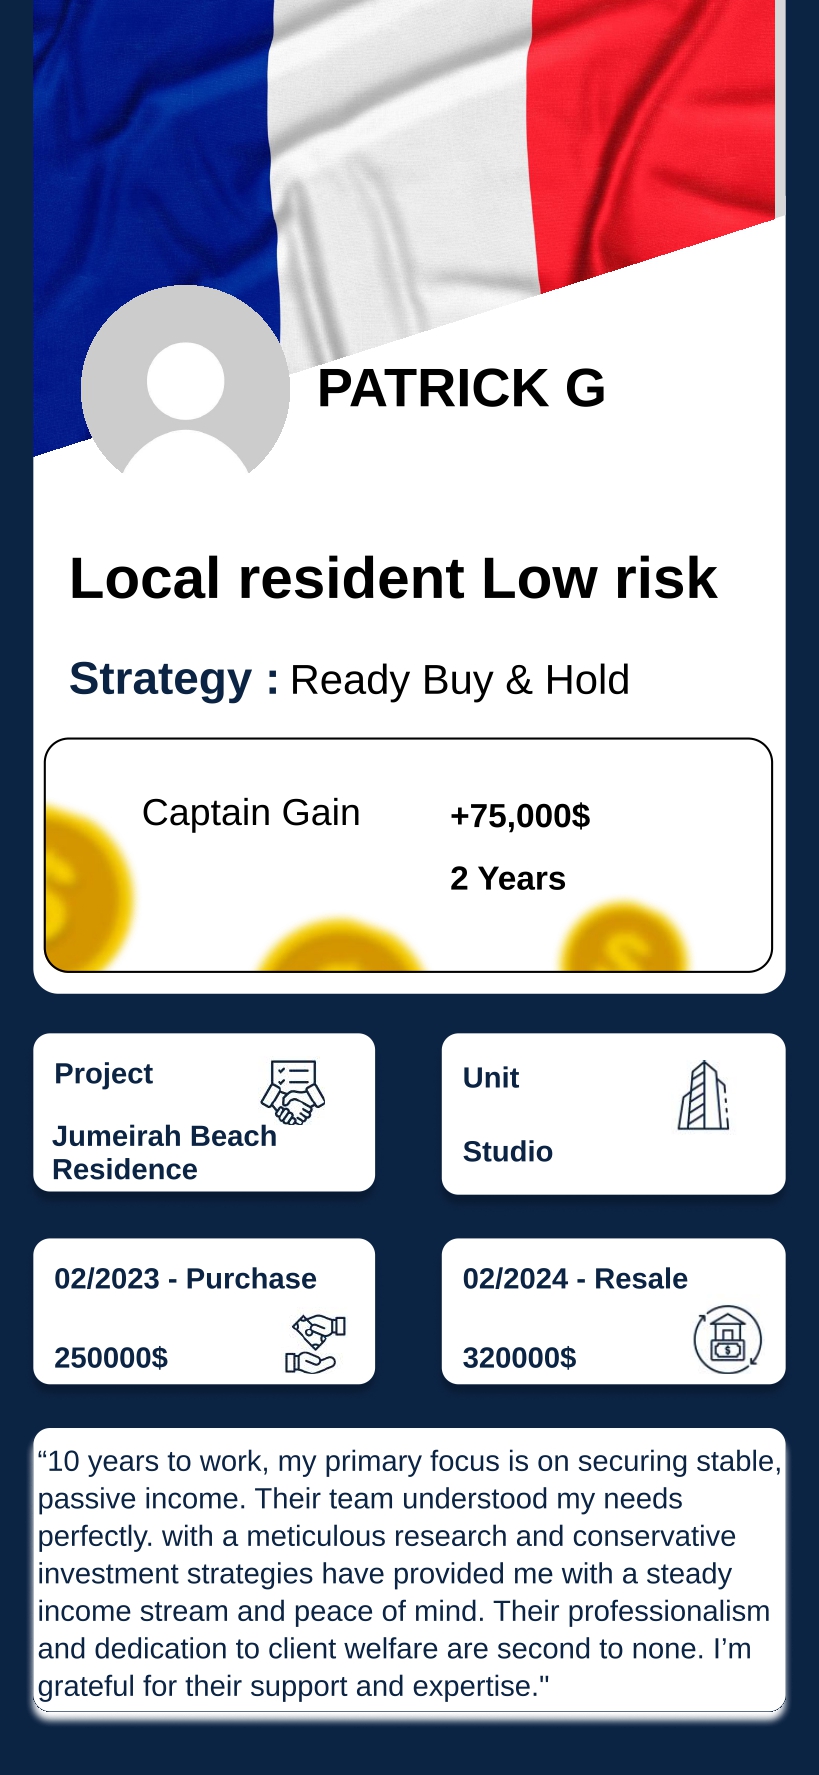 PATRICK G
Local resident Low risk
Strategy : Ready Buy & Hold
Captain Gain +75,000$
2 Years
Project
Jumeirah Beach
Residence
Unit
Studio
02/2023 - Purchase
250000$
02/2024 - Resale
320000$
“10 years to work, my primary focus is on securing stable,
passive income. Their team understood my needs
perfectly. with a meticulous research and conservative
investment strategies have provided me with a steady
income stream and peace of mind. Their professionalism
and dedication to client welfare are second to none. I’m
grateful for their support and expertise."